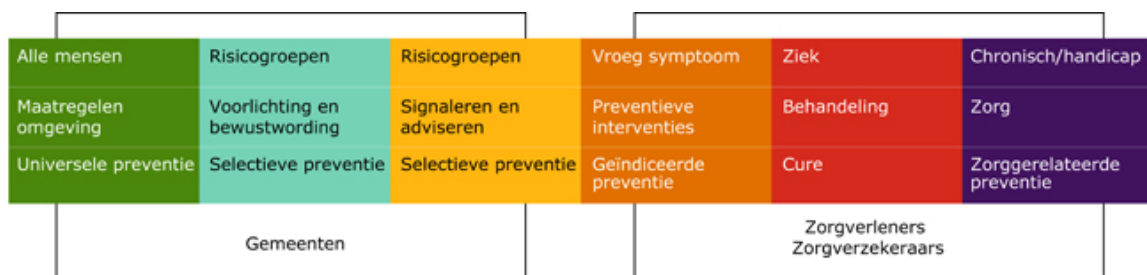 Alle mensen
Risicogroepen
Risicogroepen
Vroeg symptoom
Ziek
Chronisch/handicap
Maatregelen
omgeving
Voorlichting en
bewustwording
Signaleren en
adviseren
Preventieve
interventies
Behandeling
Zorg
Universele preventie
Selectieve preventie
Selectieve preventie
Geïndiceerde
preventie
Cure
Zorggerelateerde
preventie
Gemeenten
Zorgverleners
Zorgverzekeraars